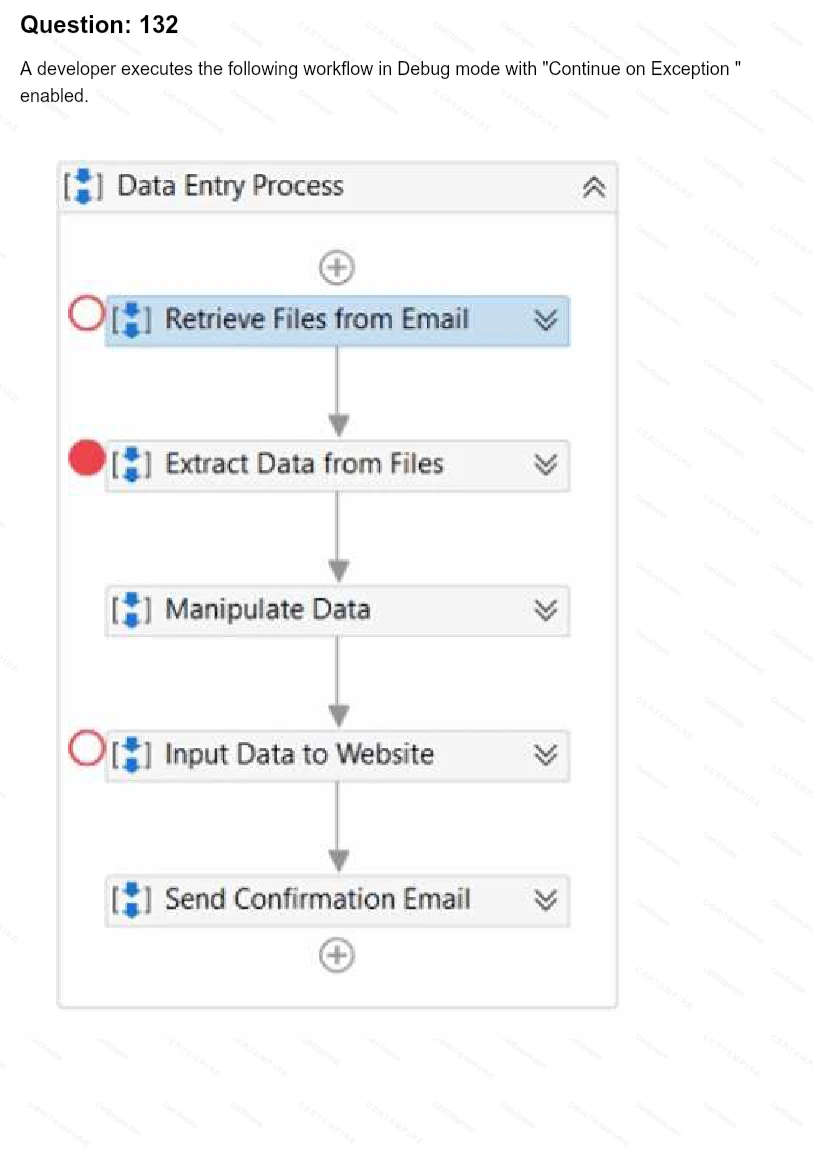 Question: 132
A developer executes the following workflow in Debug mode with "Continue on Exception "
enabled.
Data Entry Process
Retrieve Files from Email
Extract Data from Files
Manipulate Data
Input Data to Website
Send Confirmation Email